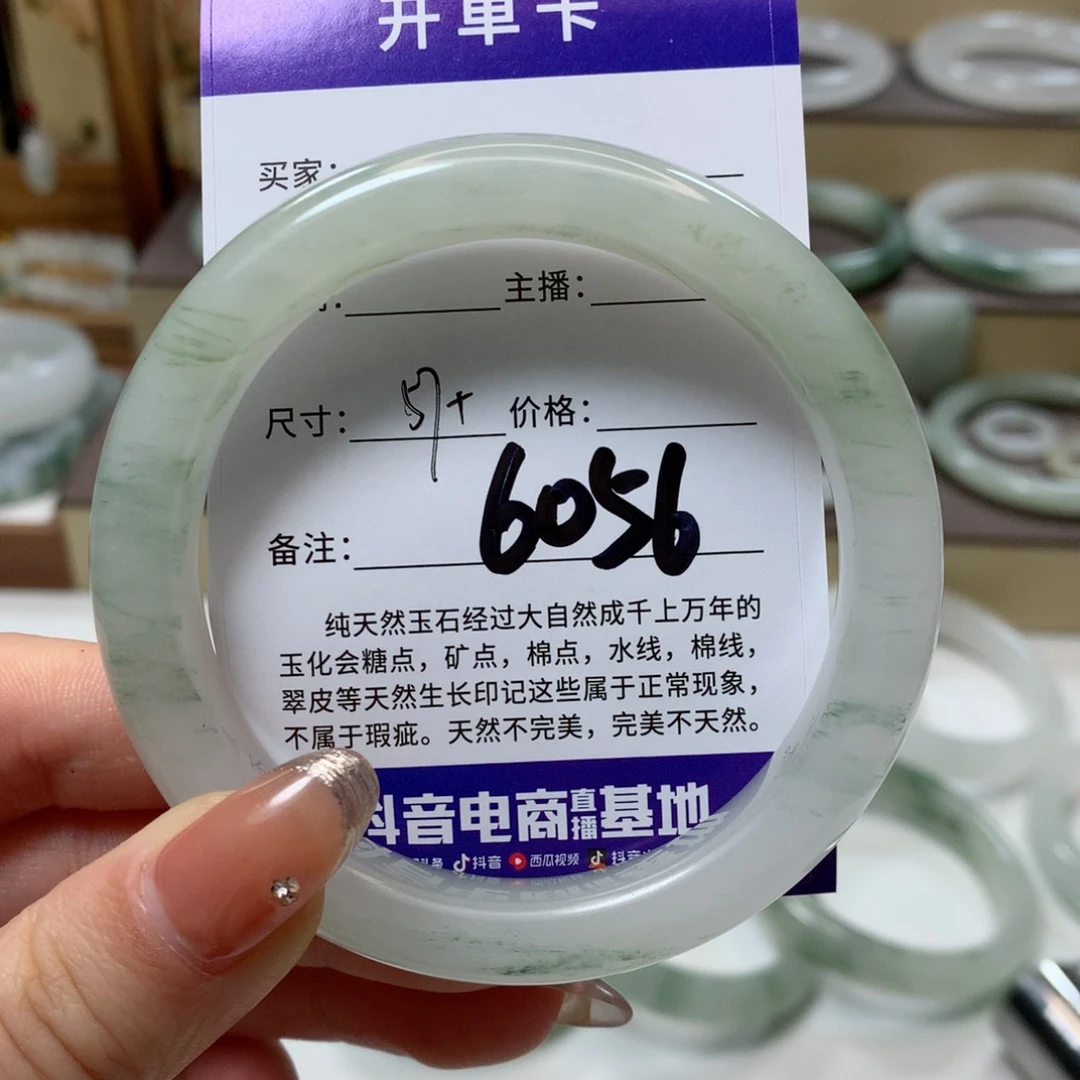 开单卡
买家：
主播：
尺寸：57+ 价格：
备注：6056
纯天然玉石经过大自然成千上万年的
玉化会糖点，矿点，棉点，水线，棉线，
翠皮等天然生长印记这些属于正常现象，
不属于瑕疵。天然不完美，完美不天然。
抖音电商直播基地
抖音 西瓜视频